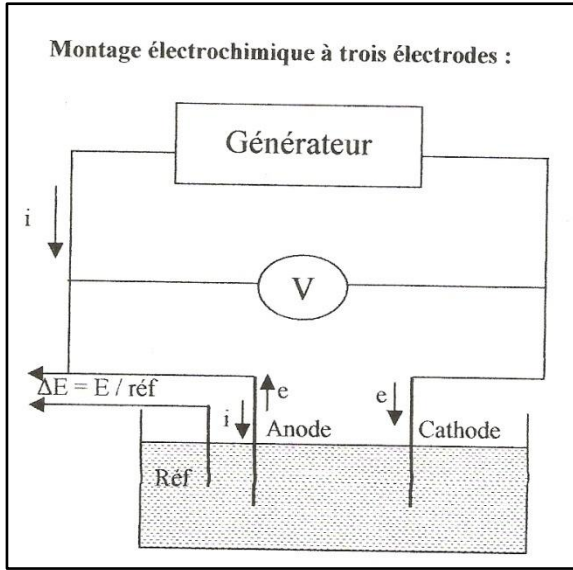 Montage électrochimique à trois électrodes :
Générateur
i
V
ΔE = E / réf
e
e
i
Anode
Cathode
Réf